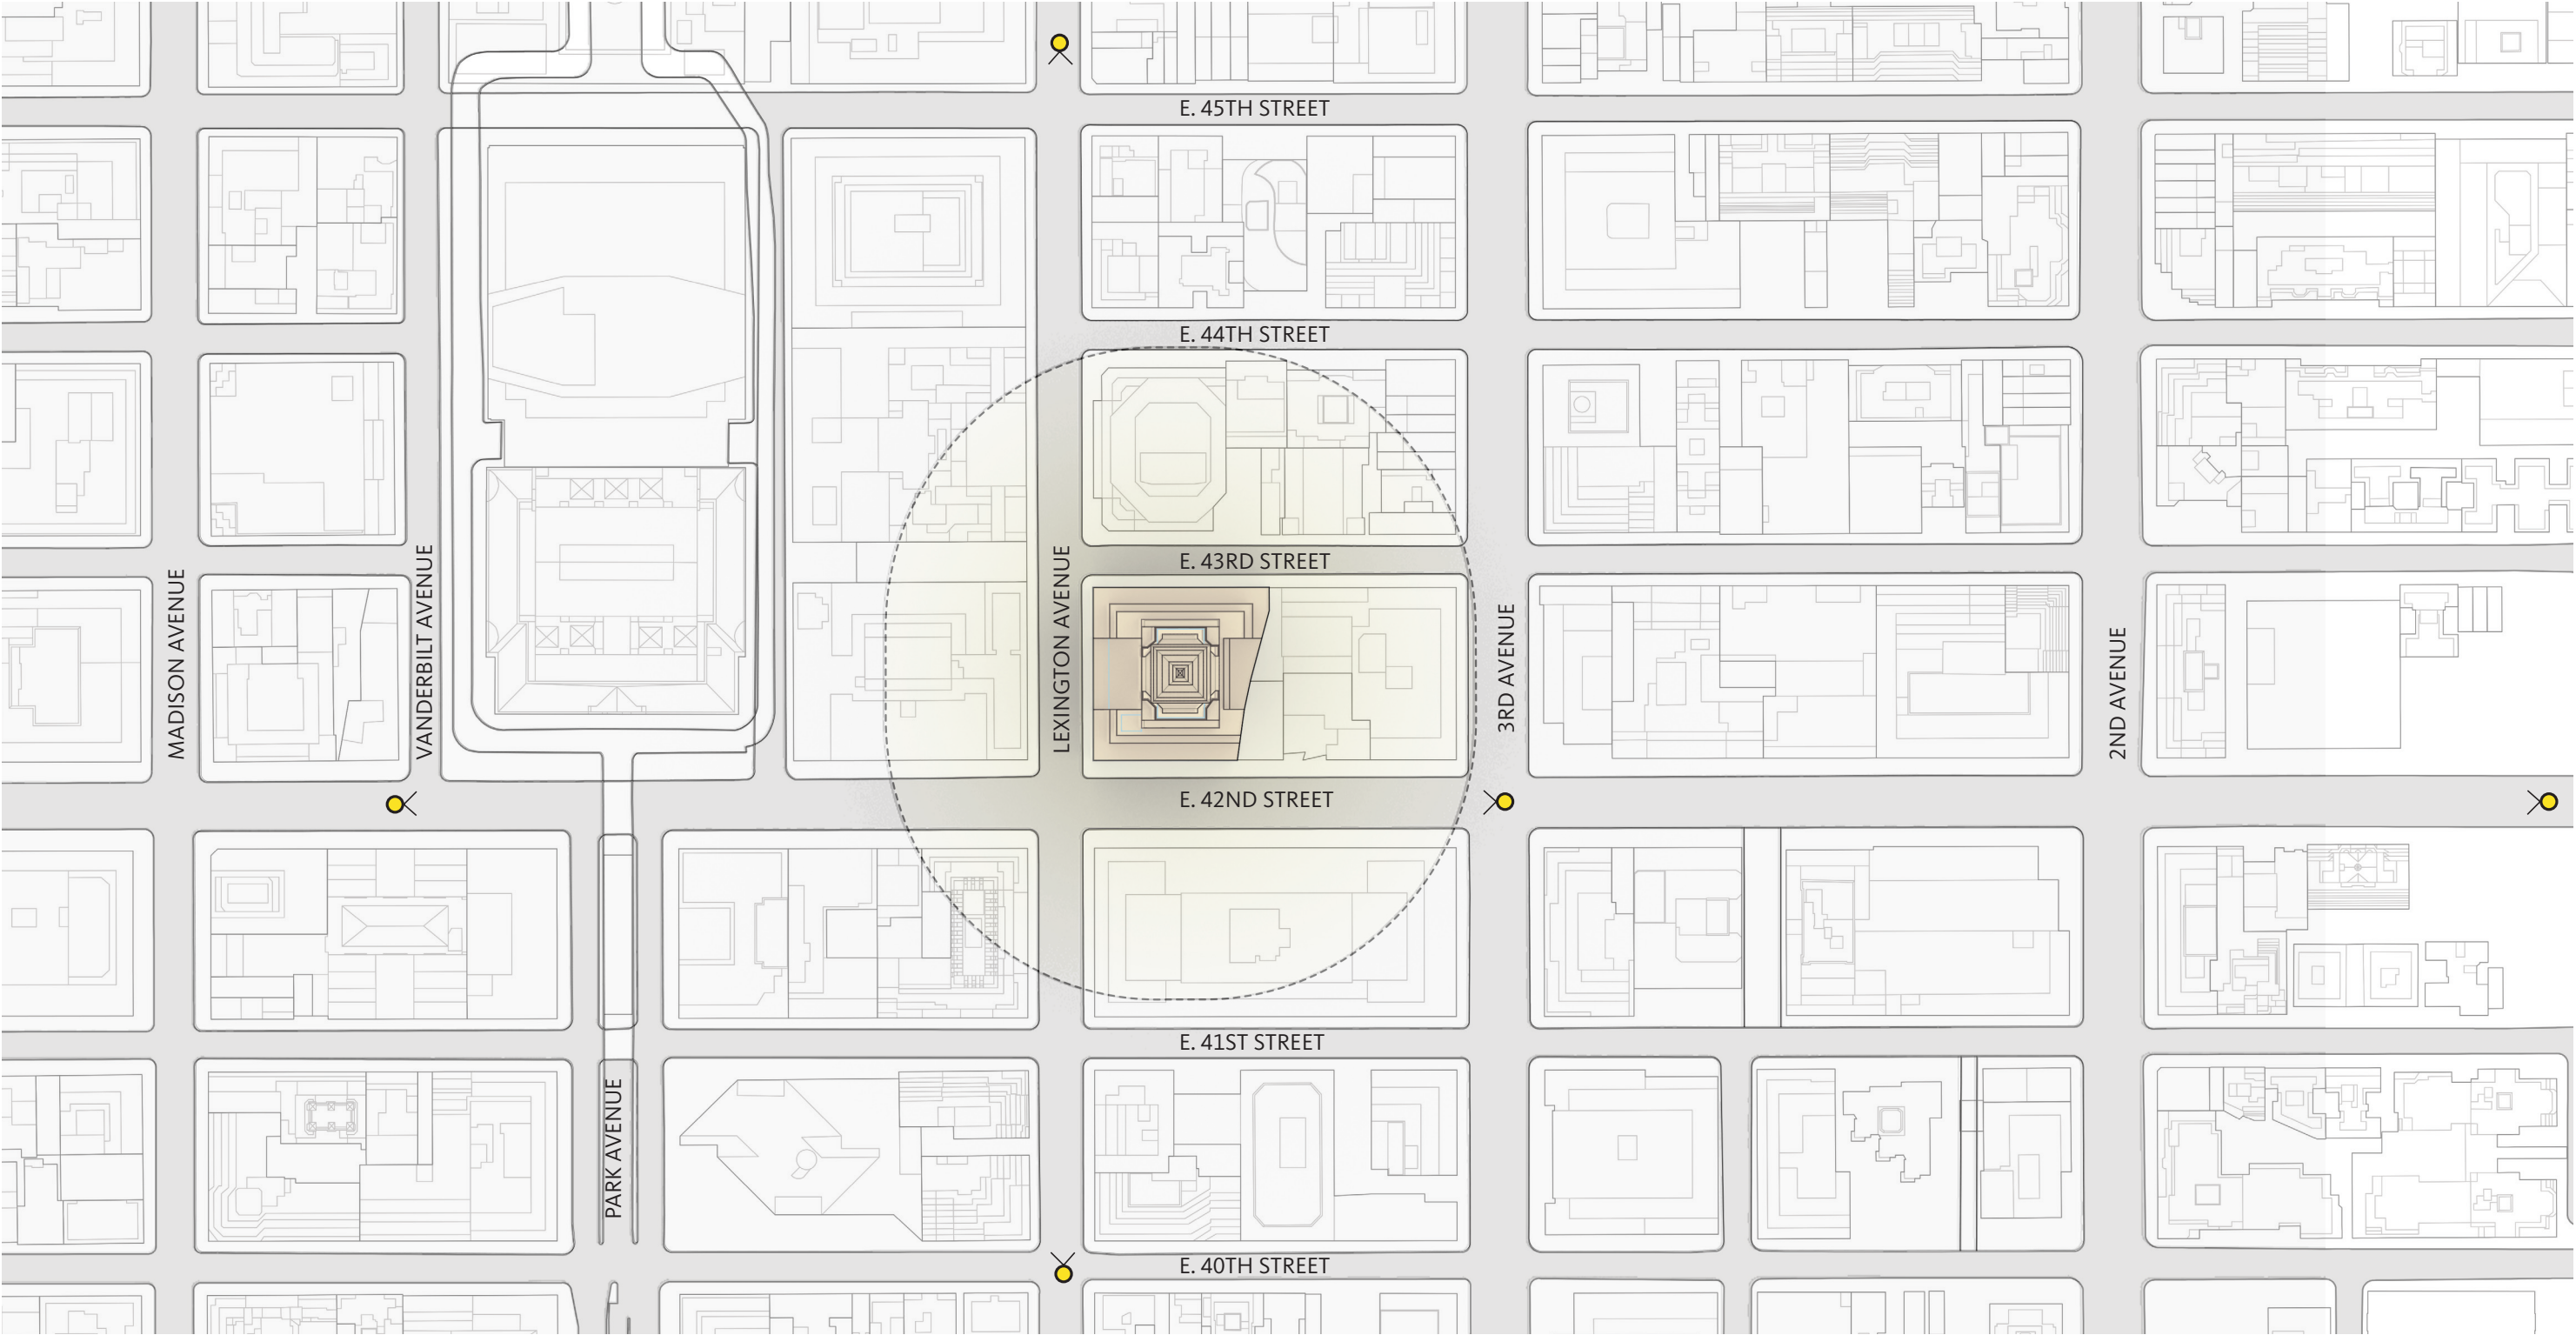 E. 45TH STREET
E. 44TH STREET
E. 43RD STREET
MADISON AVENUE
VANDERBILT AVENUE
LEXINGTON AVENUE
3RD AVENUE
2ND AVENUE
E. 42ND STREET
E. 41ST STREET
PARK AVENUE
E. 40TH STREET